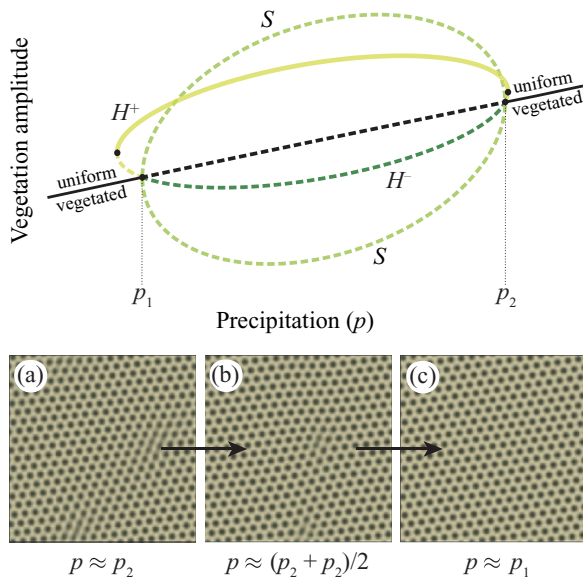 Vegetation amplitude
S
H+
uniform
vegetated
uniform
vegetated
H-
S
p1
p2
Precipitation (p)
(a)
(b)
(c)
p ≈ p2
p ≈ (p2 + p2)/2
p ≈ p1